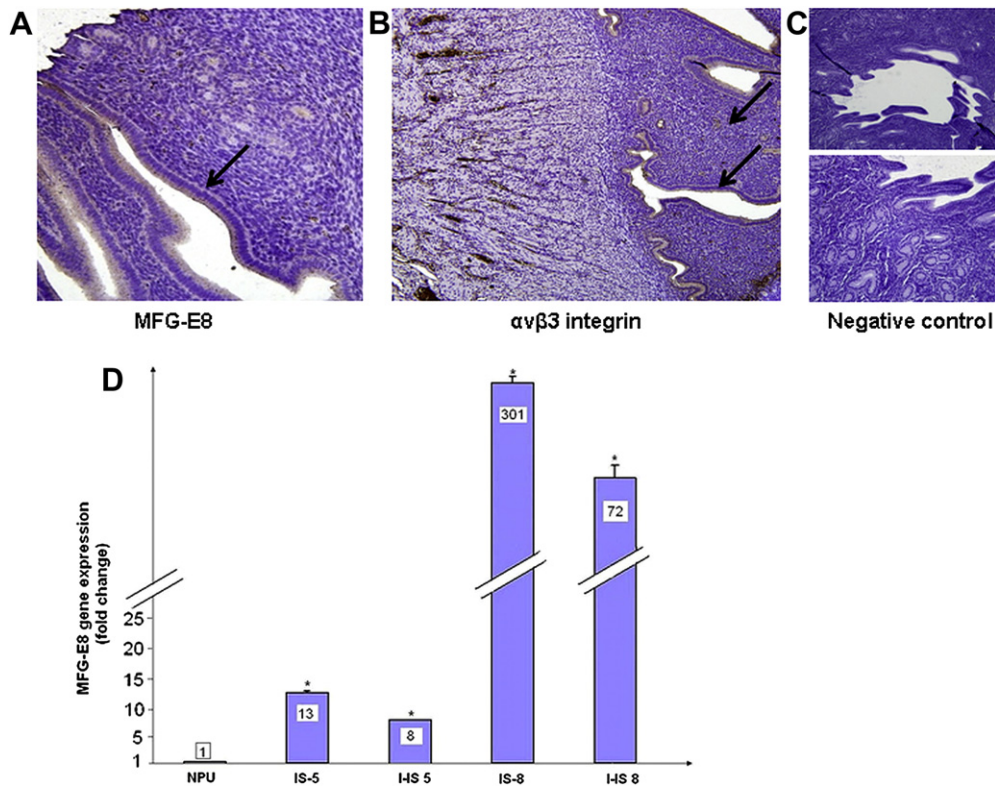 A
B
C
MFG-E8
αvβ3 integrin
Negative control
D
MFG-E8 gene expression
(fold change)
25
20
15
10
5
1
1
*
13
*
8
*
301
*
72
NPU
IS-5
I-IS 5
IS-8
I-IS 8